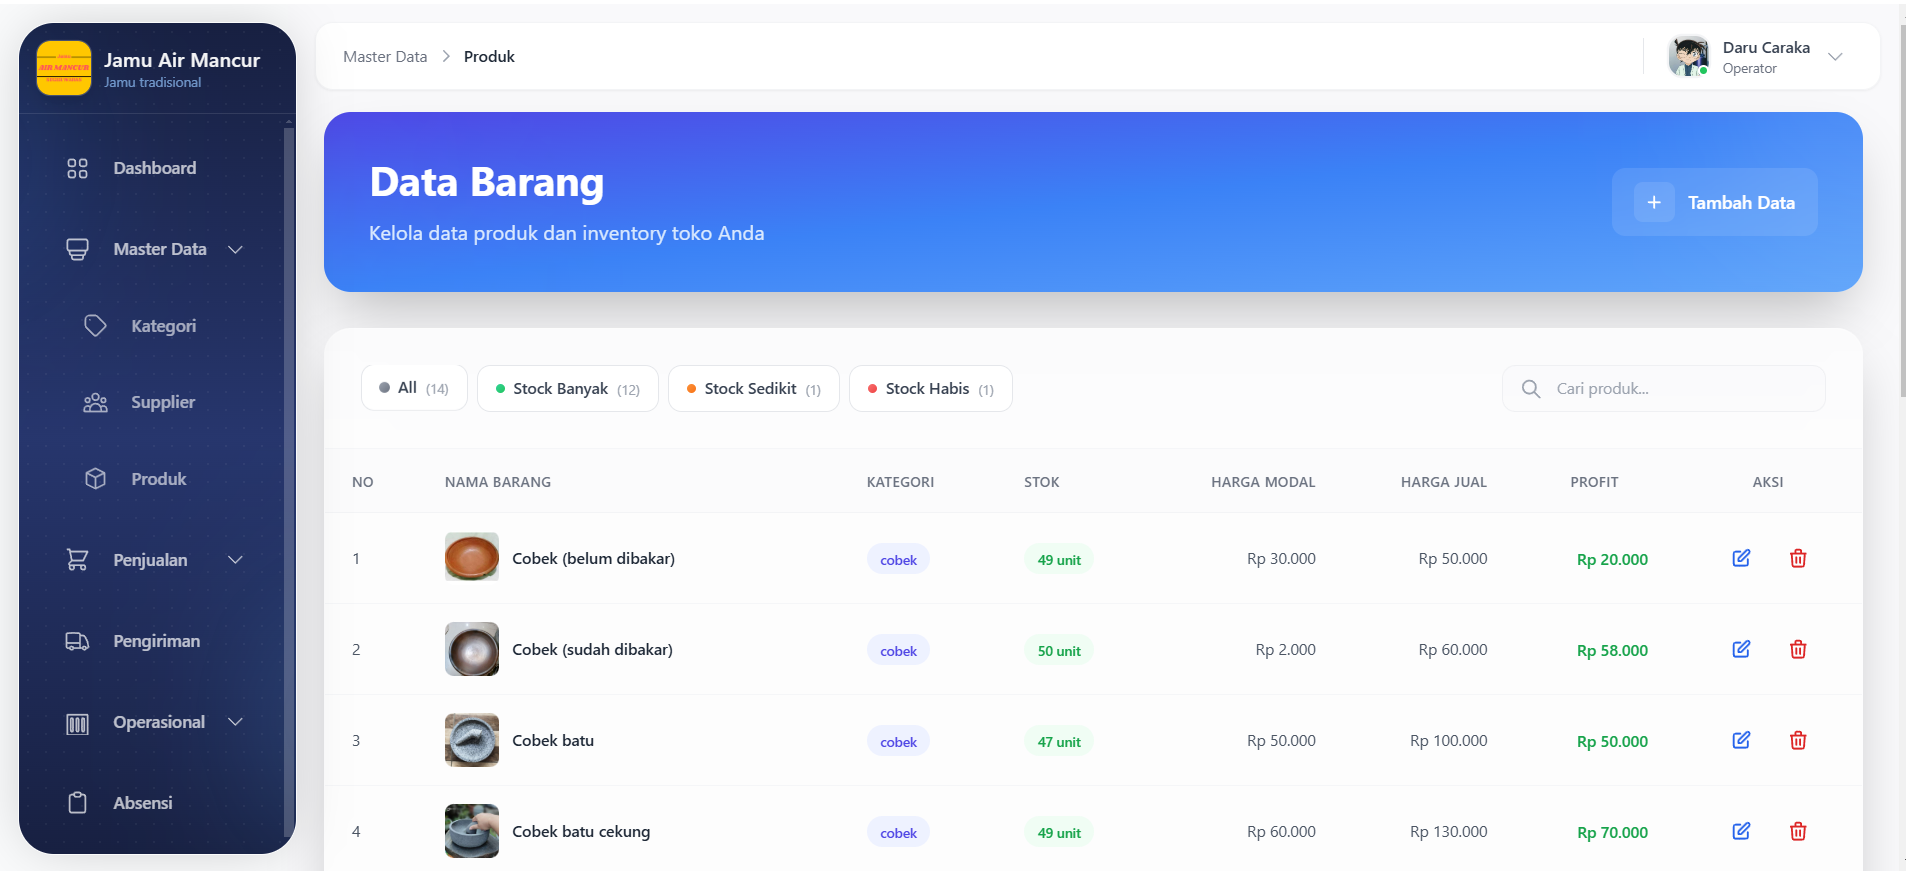 AIR MANCUR
Jamu Air Mancur
Jamu tradisional
Dashboard
Master Data
Kategori
Supplier
Produk
Penjualan
Pengiriman
Operasional
Absensi
Master Data > Produk
Daru Caraka
Operator
Data Barang
Kelola data produk dan inventory toko Anda
+ Tambah Data
All (14)
Stock Banyak (12)
Stock Sedikit (1)
Stock Habis (1)
Cari produk...
NO NAMA BARANG KATEGORI STOK HARGA MODAL HARGA JUAL PROFIT AKSI
1 Cobek (belum dibakar) cobek 49 unit Rp 30.000 Rp 50.000 Rp 20.000
2 Cobek (sudah dibakar) cobek 50 unit Rp 2.000 Rp 60.000 Rp 58.000
3 Cobek batu cobek 47 unit Rp 50.000 Rp 100.000 Rp 50.000
4 Cobek batu cekung cobek 49 unit Rp 60.000 Rp 130.000 Rp 70.000